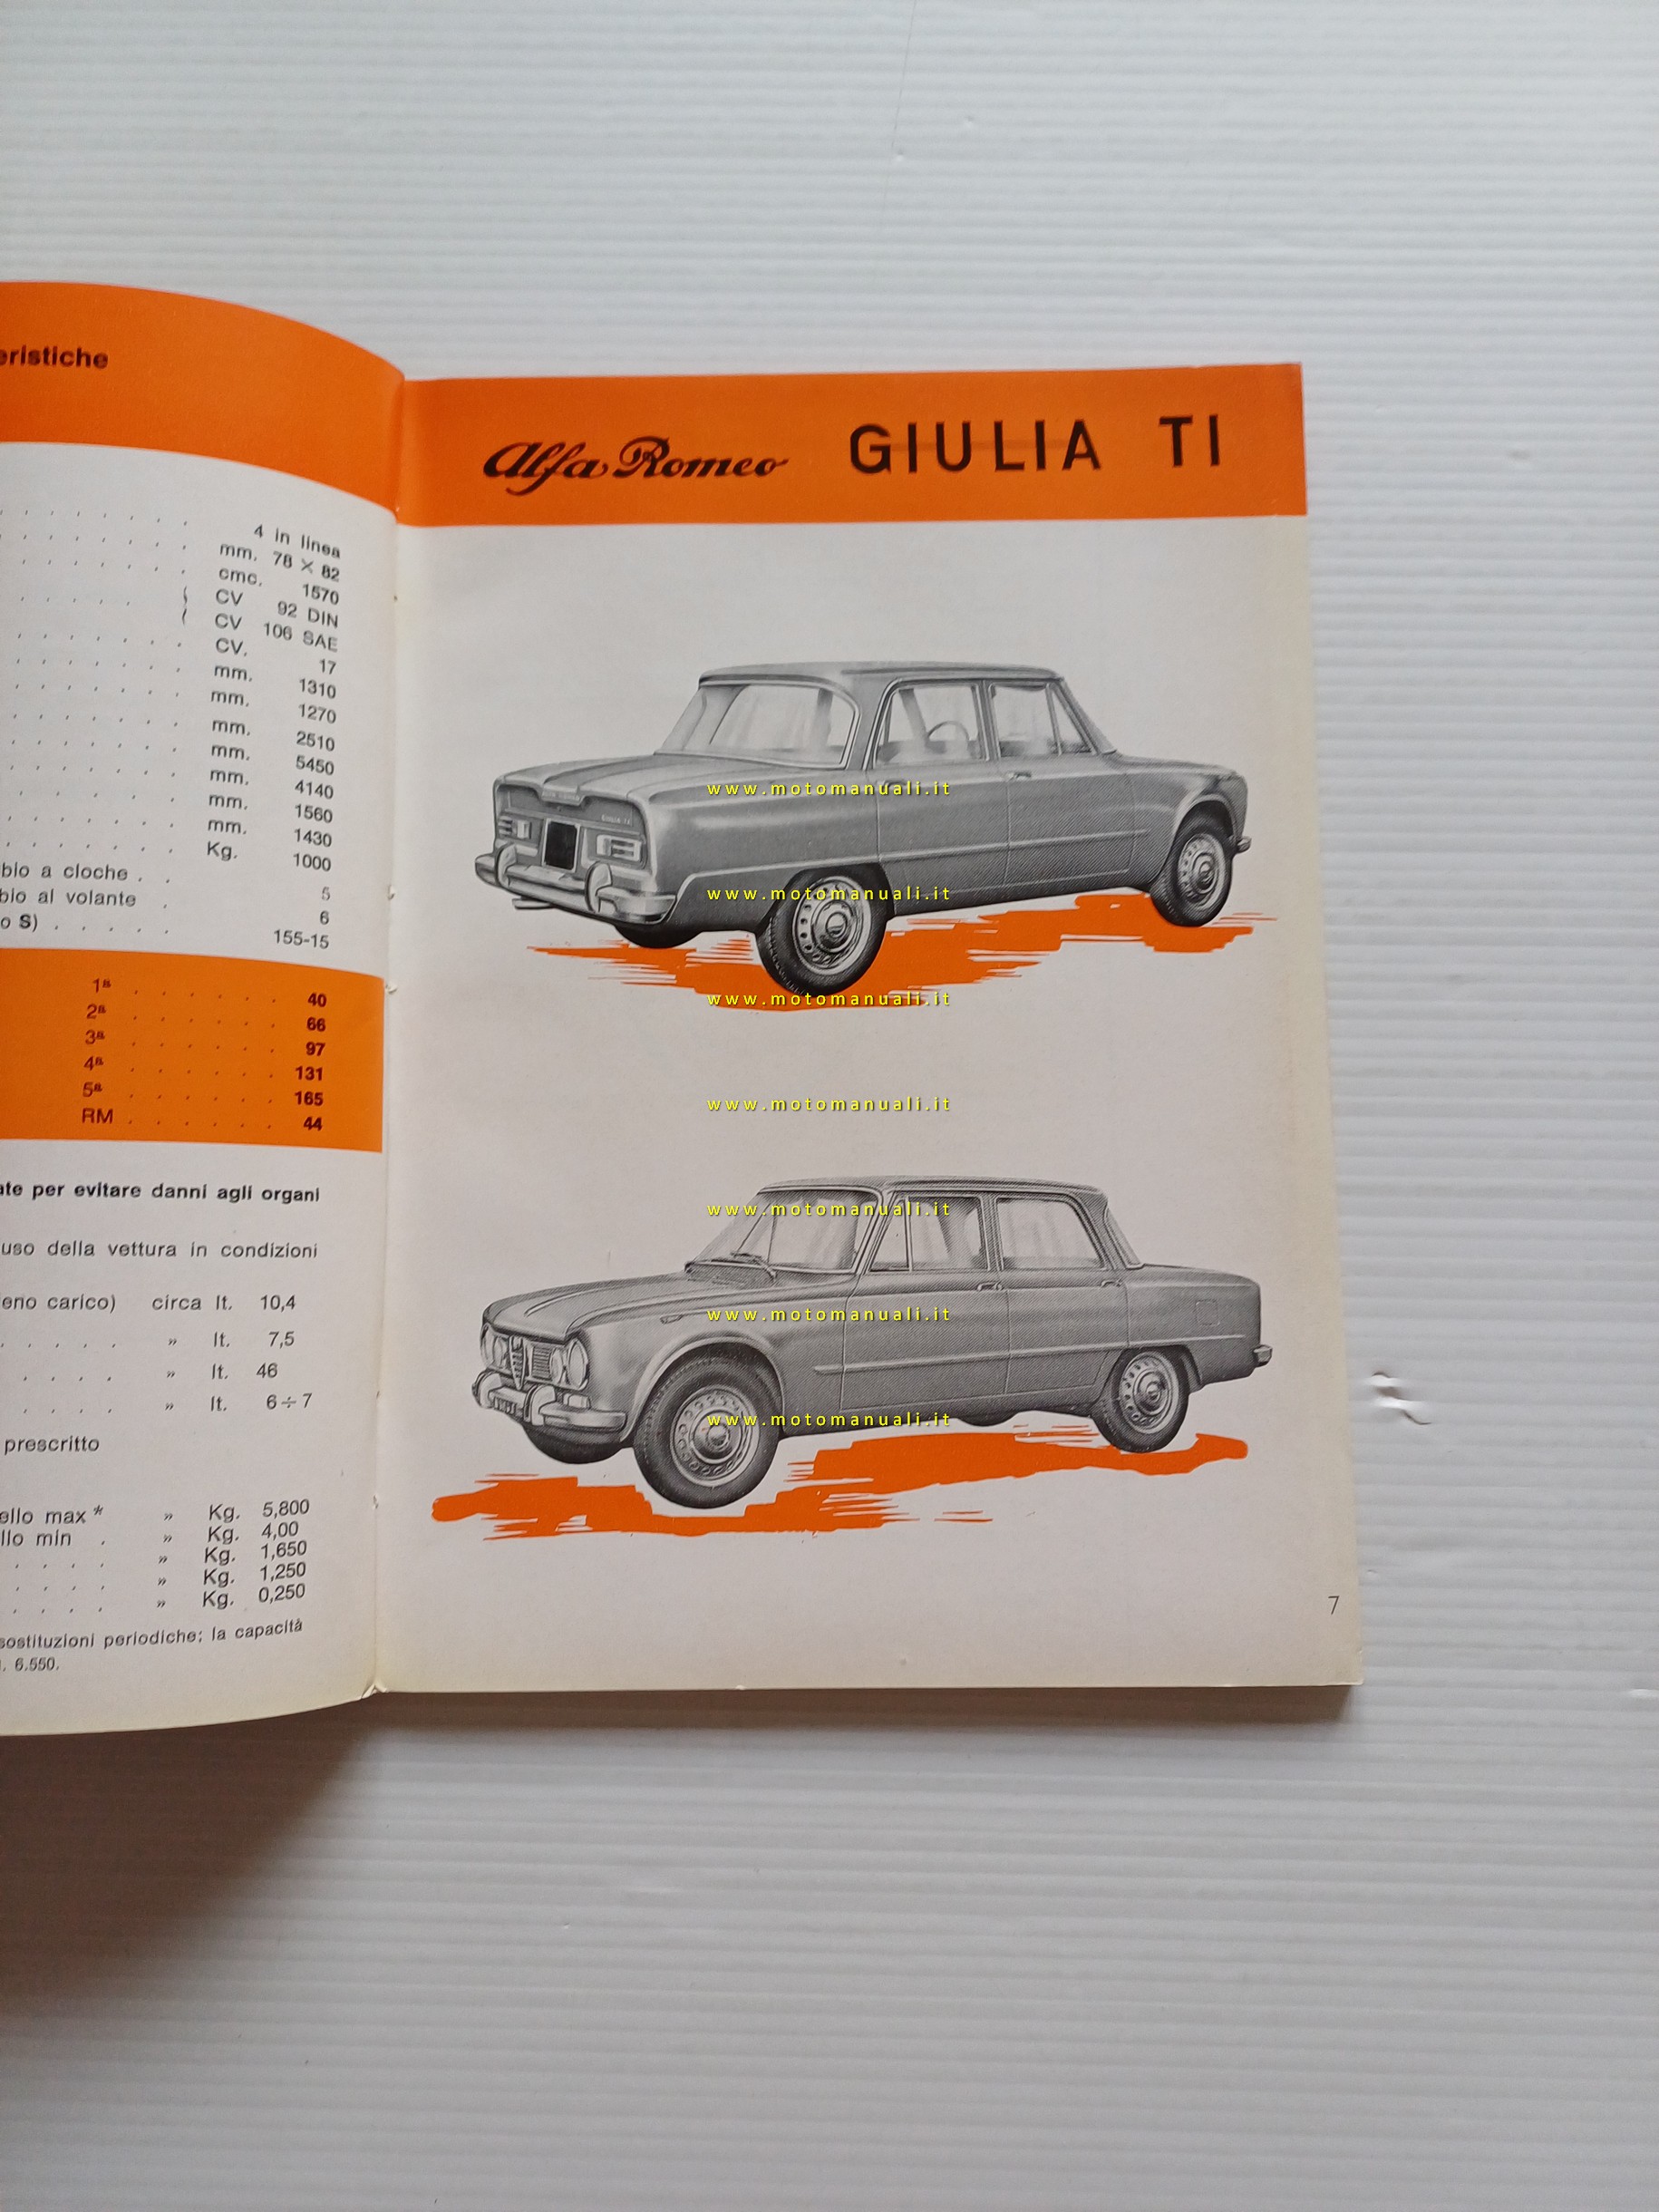 eristiche
4 in linea
mm. 78 × 82
cmc. 1570
CV 92 DIN
CV 106 SAE
CV. 17
mm. 1310
mm. 1270
mm. 2510
mm. 5450
mm. 4140
mm. 1560
mm. 1430
Kg. 1000
bio a cloche . . 5
bio al volante . 6
o S) . . . . . 155-15
1ª . . . . . . 40
2ª . . . . . . 66
3ª . . . . . . 97
4ª . . . . . . 131
5ª . . . . . . 165
RM . . . . . . 44
ate per evitare danni agli organi
uso della vettura in condizioni
eno carico) circa lt. 10,4
. . . . . » lt. 7,5
. . . . » lt. 46
. . . . » lt. 6÷7
prescritto
ello max * » Kg. 5,800
llo min . » Kg. 4,00
. . . . » Kg. 1,650
. . . . » Kg. 1,250
. . . . » Kg. 0,250
sostituzioni periodiche; la capacità
. 6.550.
Alfa Romeo GIULIA TI
www.motomanuali.it
www.motomanuali.it
www.motomanuali.it
www.motomanuali.it
www.motomanuali.it
www.motomanuali.it
www.motomanuali.it
7